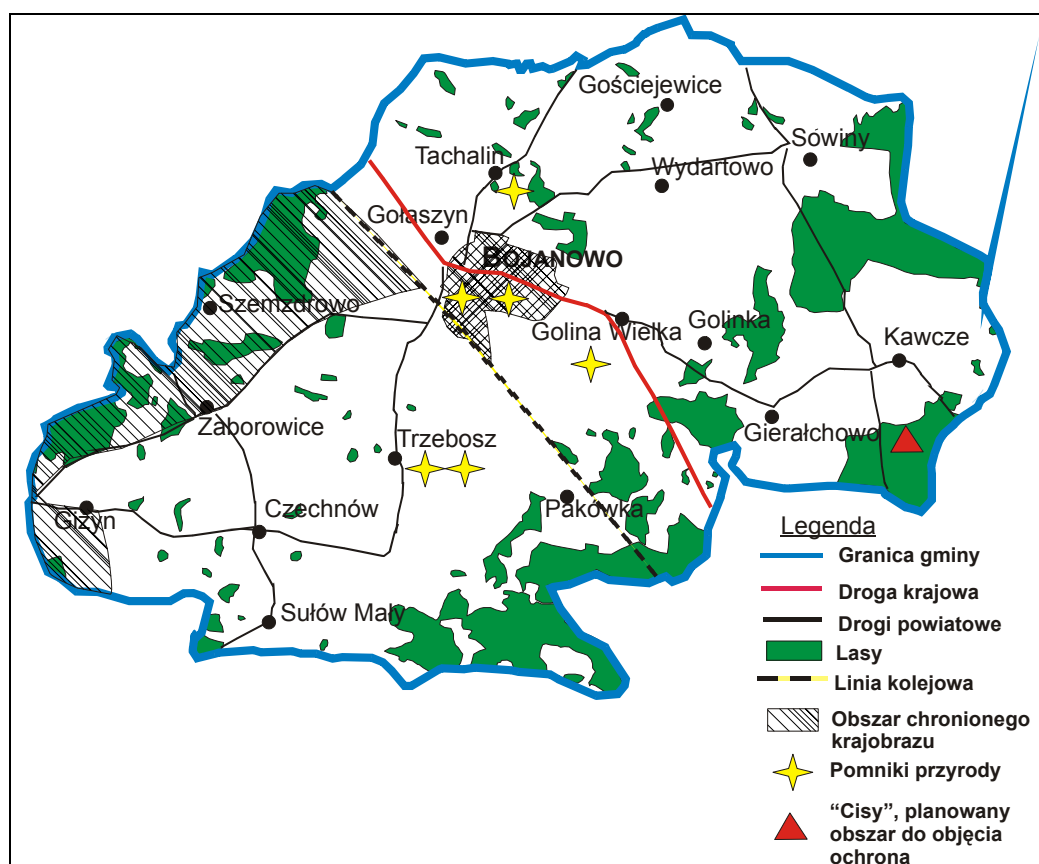 Gościejewice
Sowiny
Tachalin
Wydartowo
Gołaszyn
BOJANOWO
Szemzdrowo
Golina Wielka
Golinka
Kawcze
Zaborowice
Trzebosz
Gierałchowo
Giżyn
Czechnów
Pakówka
Sułów Mały
Legenda
Granica gminy
Droga krajowa
Drogi powiatowe
Lasy
Linia kolejowa
Obszar chronionego
krajobrazu
Pomniki przyrody
“Cisy”, planowany
obszar do objęcia
ochrona